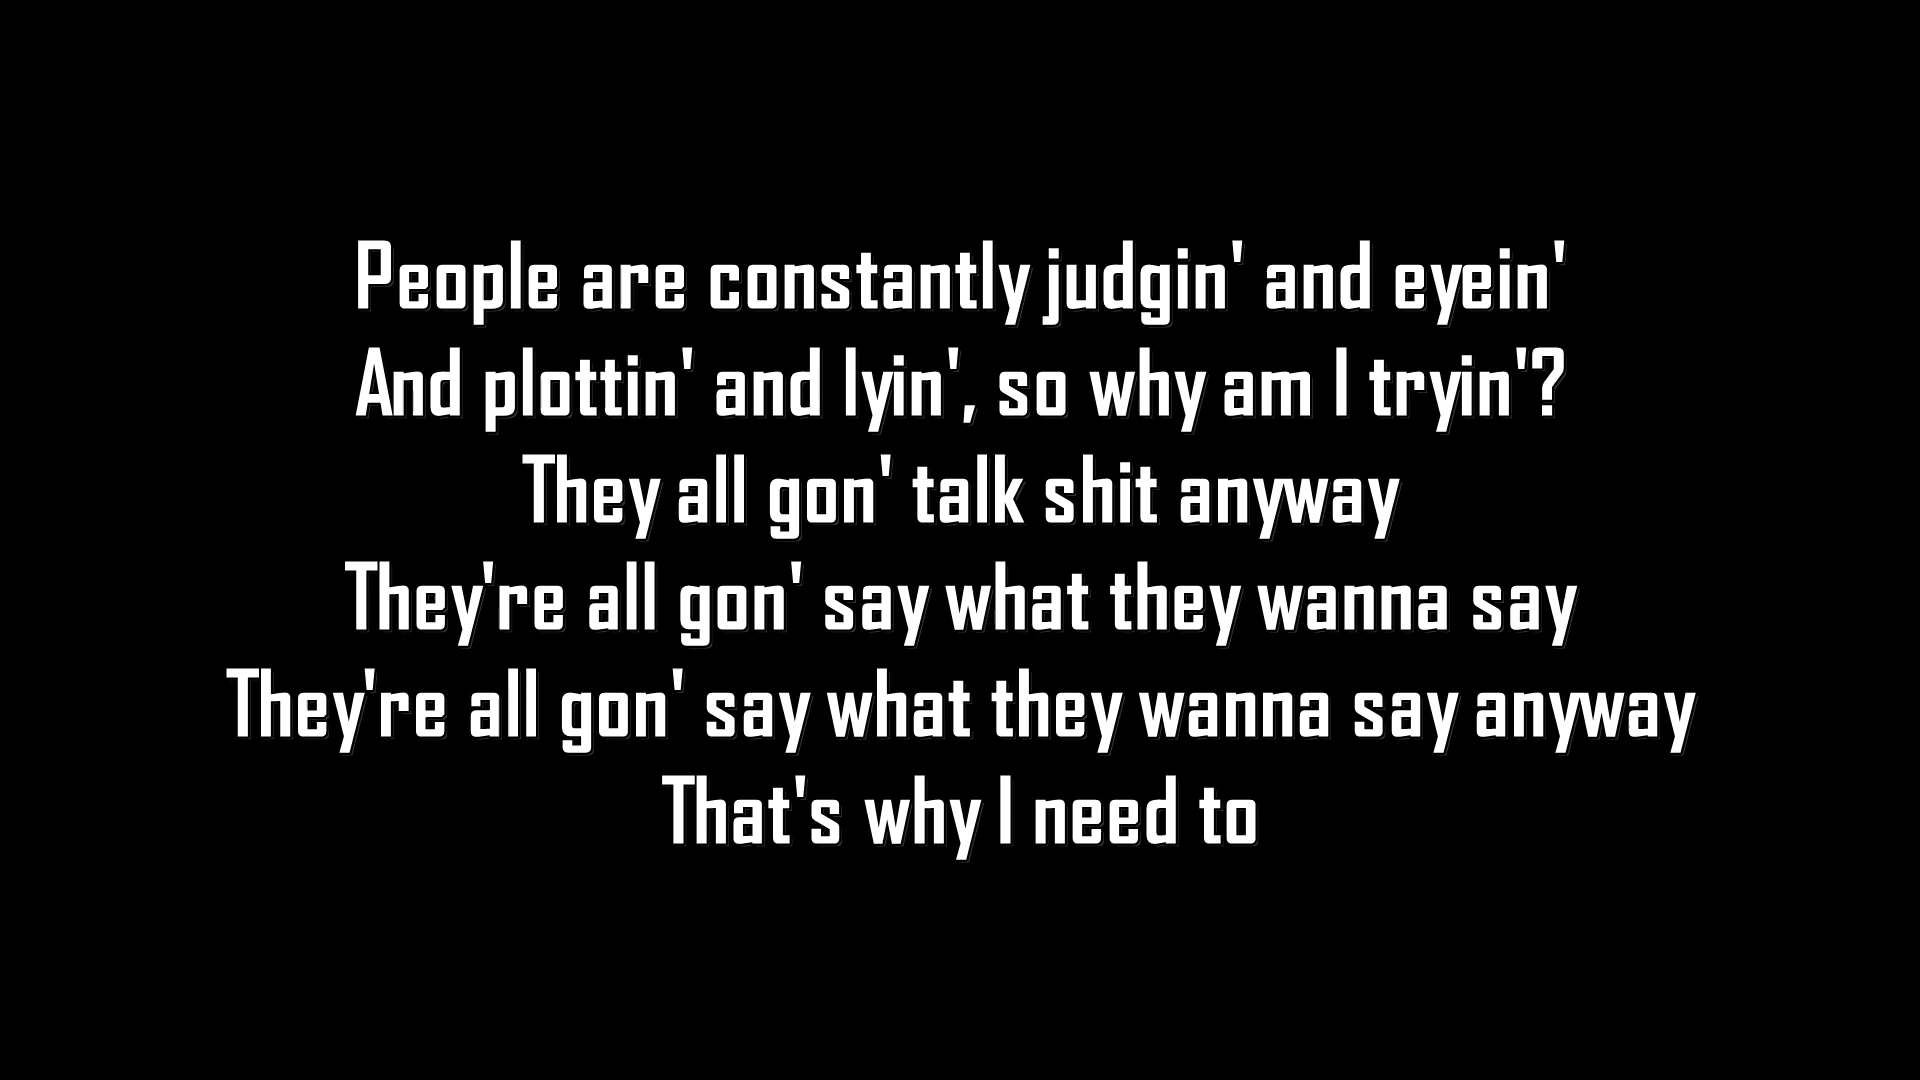 People are constantly judgin' and eyein'
And plottin' and lyin', so why am I tryin'?
They all gon' talk shit anyway
They're all gon' say what they wanna say
They're all gon' say what they wanna say anyway
That's why I need to